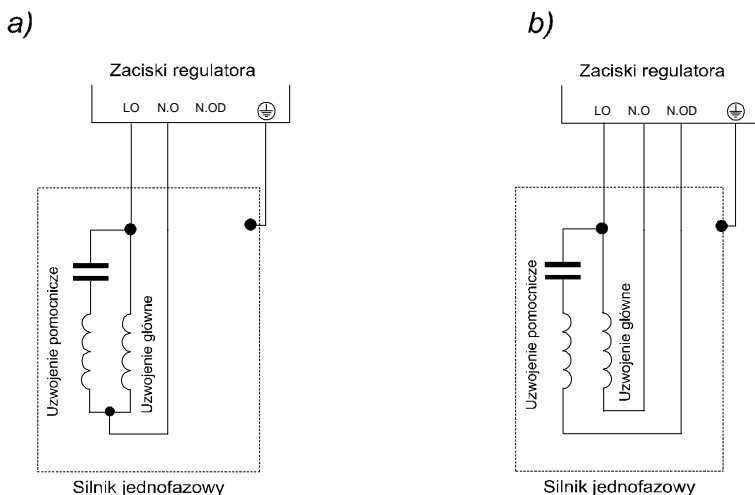 a)
Zaciski regulatora
LO N.O N.OD
Uzwojenie pomocnicze
Uzwojenie główne
Silnik jednofazowy
b)
Zaciski regulatora
LO N.O N.OD
Uzwojenie pomocnicze
Uzwojenie główne
Silnik jednofazowy